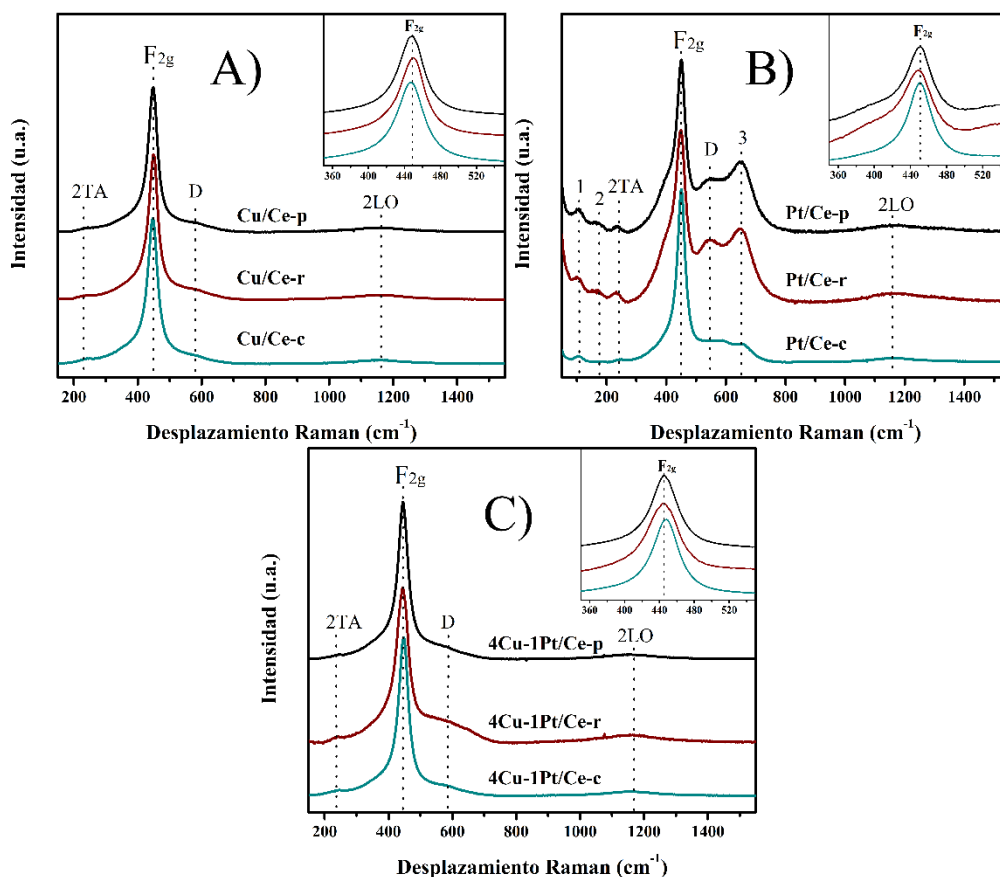 A)
F2g
2TA
D
2LO
Cu/Ce-p
Cu/Ce-r
Cu/Ce-c
Intensidad (u.a.)
200 400 600 800 1000 1200 1400
Desplazamiento Raman (cm-1)
F2g
360 400 440 480 520
B)
F2g
1
2
2TA
D
3
2LO
Pt/Ce-p
Pt/Ce-r
Pt/Ce-c
Intensidad (u.a.)
200 400 600 800 1000 1200 1400
Desplazamiento Raman (cm-1)
F2g
360 400 440 480 520
C)
F2g
2TA
D
2LO
4Cu-1Pt/Ce-p
4Cu-1Pt/Ce-r
4Cu-1Pt/Ce-c
Intensidad (u.a.)
200 400 600 800 1000 1200 1400
Desplazamiento Raman (cm-1)
F2g
360 400 440 480 520